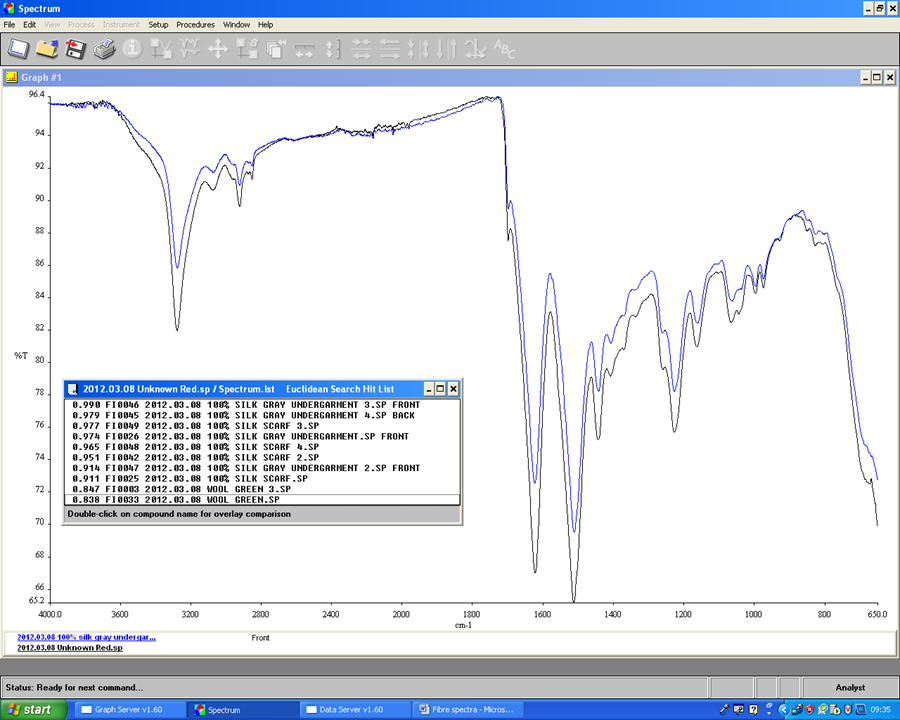 Spectrum
File Edit View Process Instrument Setup Procedures Window Help
Graph #1
96.4
94
92
90
88
86
84
82
%T 80
78
76
74
72
70
68
66
65.2
4000.0 3600 3200 2800 2400 2000 1800 1600 1400 1200 1000 800 650.0
cm-1
2012.03.08 Unknown Red.sp / Spectrum.lst Euclidean Search Hit List
0.990 FI0046 2012.03.08 100% SILK GRAY UNDERGARMENT 3.SP FRONT
0.979 FI0045 2012.03.08 100% SILK GRAY UNDERGARMENT 4.SP BACK
0.977 FI0049 2012.03.08 100% SILK SCARF 3.SP
0.974 FI0026 2012.03.08 100% SILK GRAY UNDERGARMENT.SP FRONT
0.965 FI0048 2012.03.08 100% SILK SCARF 4.SP
0.951 FI0042 2012.03.08 100% SILK SCARF 2.SP
0.914 FI0047 2012.03.08 100% SILK GRAY UNDERGARMENT 2.SP FRONT
0.911 FI0025 2012.03.08 100% SILK SCARF.SP
0.847 FI0003 2012.03.08 WOOL GREEN 3.SP
0.838 FI0033 2012.03.08 WOOL GREEN.SP
Double-click on compound name for overlay comparison
2012.03.08 100% silk gray undergar... Front
2012.03.08 Unknown Red.sp
Status: Ready for next command... Analyst
start Graph Server v1.60 Spectrum Data Server v1.60 Fibre spectra - Micros... 09:35